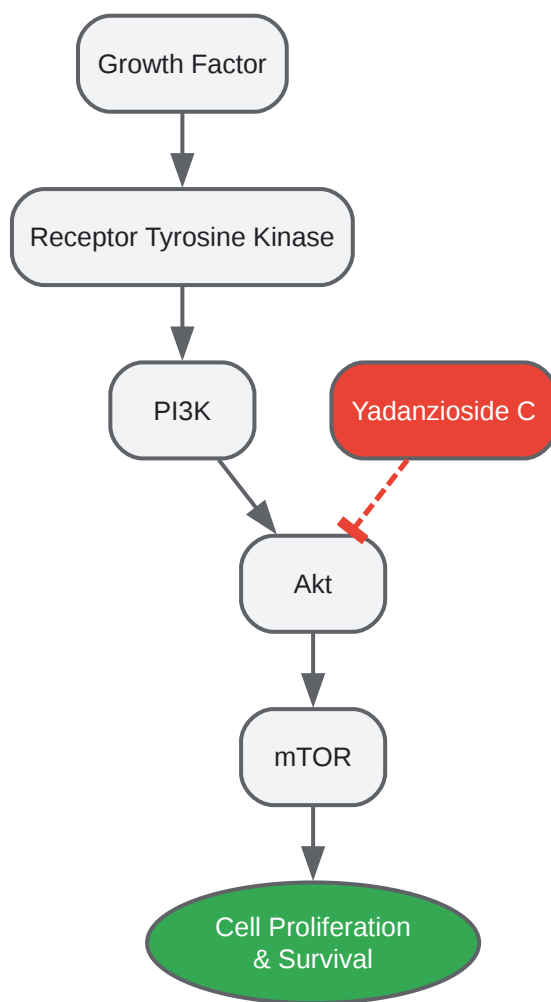 Growth Factor
Receptor Tyrosine Kinase
PI3K
Yadanzioside C
Akt
mTOR
Cell Proliferation
& Survival